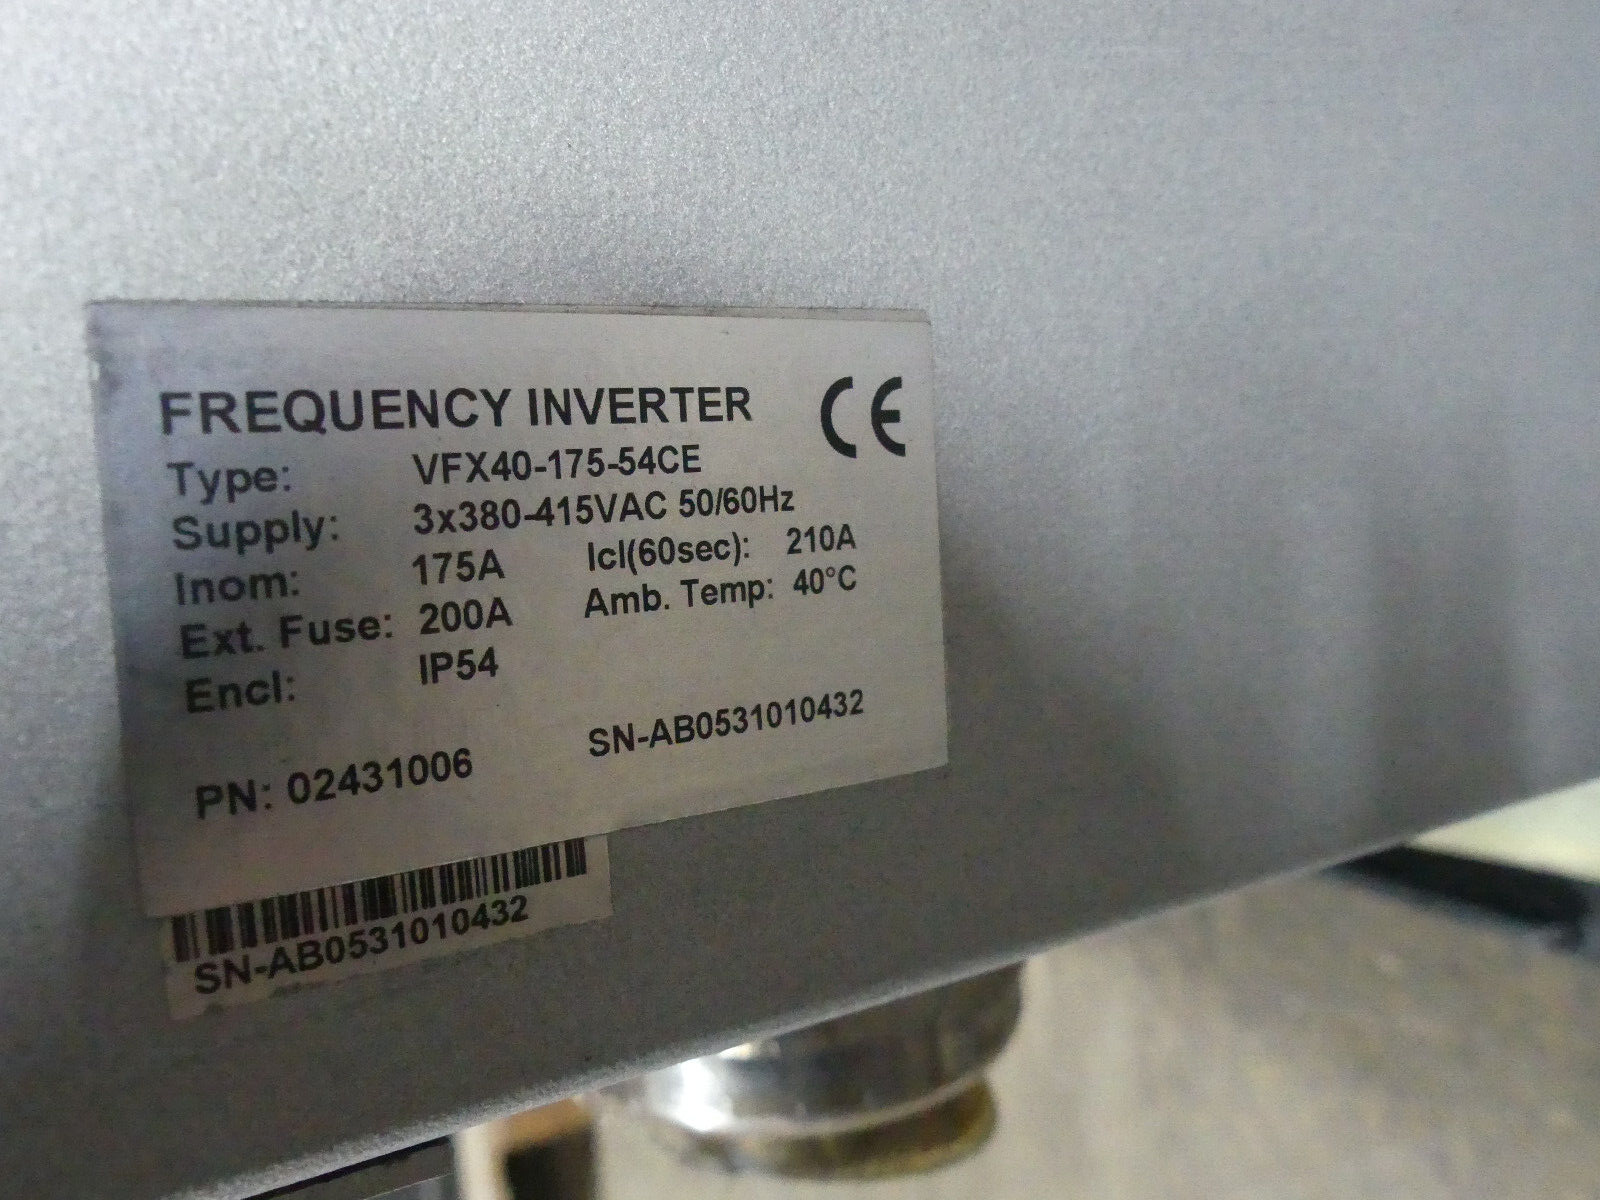 FREQUENCY INVERTER CE
Type: VFX40-175-54CE
Supply: 3x380-415VAC 50/60Hz
Inom: 175A Icl(60sec): 210A
Ext. Fuse: 200A Amb. Temp: 40°C
Encl: IP54
PN: 02431006 SN-AB0531010432
SN-AB0531010432